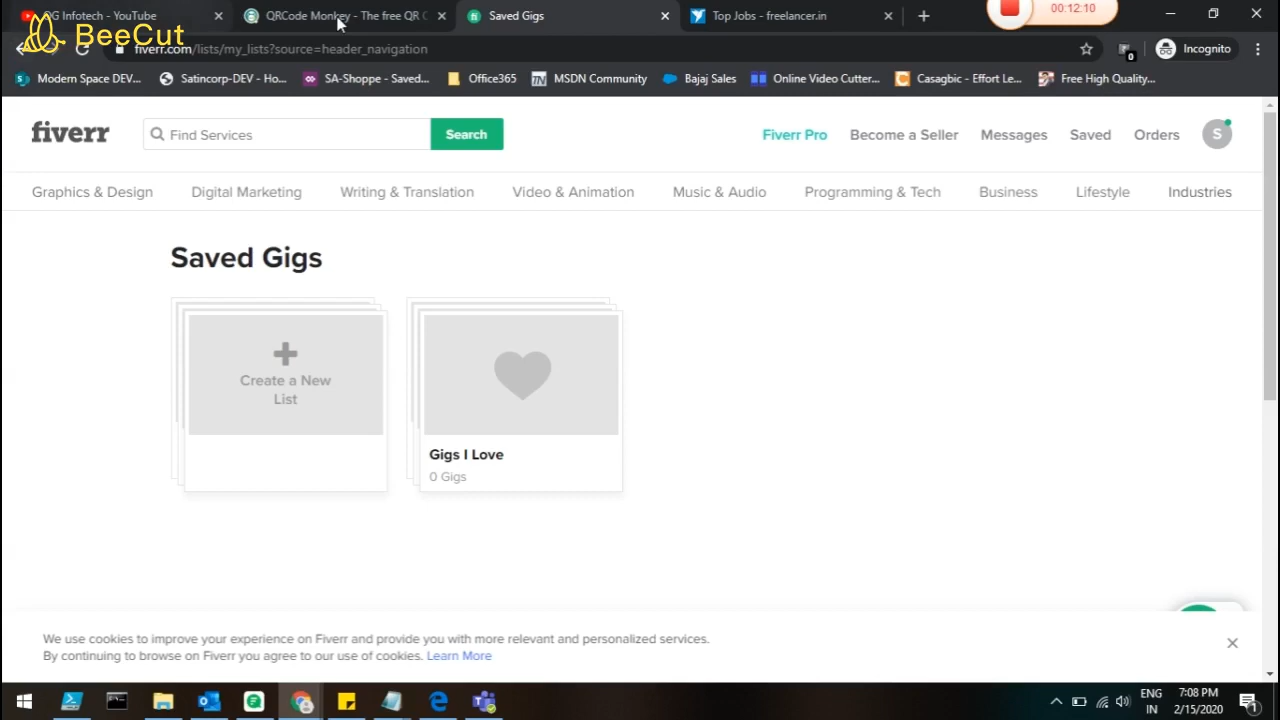 OG Infotech - YouTube
QRCode Monkey - The free QR C
Saved Gigs
Top jobs - freelancer.in
00:12:10
BeeCut
fiverr.com/lists/my_lists?source=header_navigation
0
Incognito
Modern Space DEV...
Satincorp-DEV - Ho...
SA-Shoppe - Saved...
Office365
MSDN Community
Bajaj Sales
Online Video Cutter...
Casagbic - Effort Le...
Free High Quality...
fiverr
Find Services
Search
Fiverr Pro
Become a Seller
Messages
Saved
Orders
S
Graphics & Design
Digital Marketing
Writing & Translation
Video & Animation
Music & Audio
Programming & Tech
Business
Lifestyle
Industries
Saved Gigs
Create a New
List
Gigs I Love
0 Gigs
We use cookies to improve your experience on Fiverr and provide you with more relevant and personalized services.
By continuing to browse on Fiverr you agree to our use of cookies. Learn More
ENG
IN
7:08 PM
2/15/2020
1